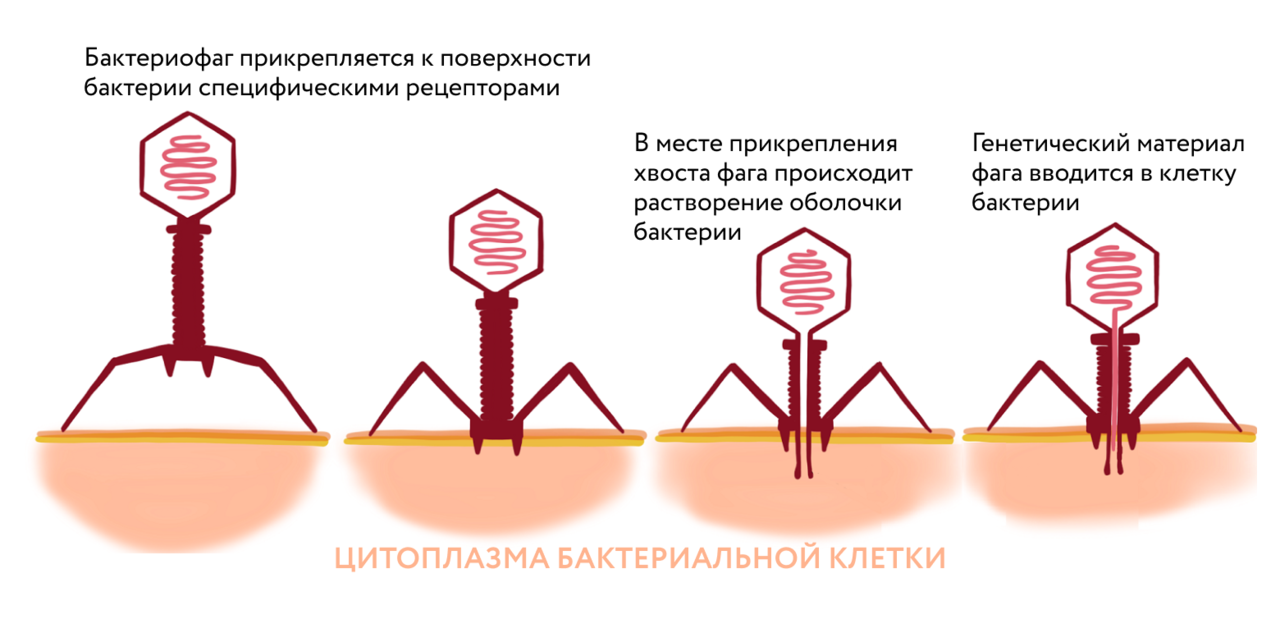 Бактериофаг прикрепляется к поверхности
бактерии специфическими рецепторами
В месте прикрепления
хвоста фага происходит
растворение оболочки
бактерии
Генетический материал
фага вводится в клетку
бактерии
ЦИТОПЛАЗМА БАКТЕРИАЛЬНОЙ КЛЕТКИ